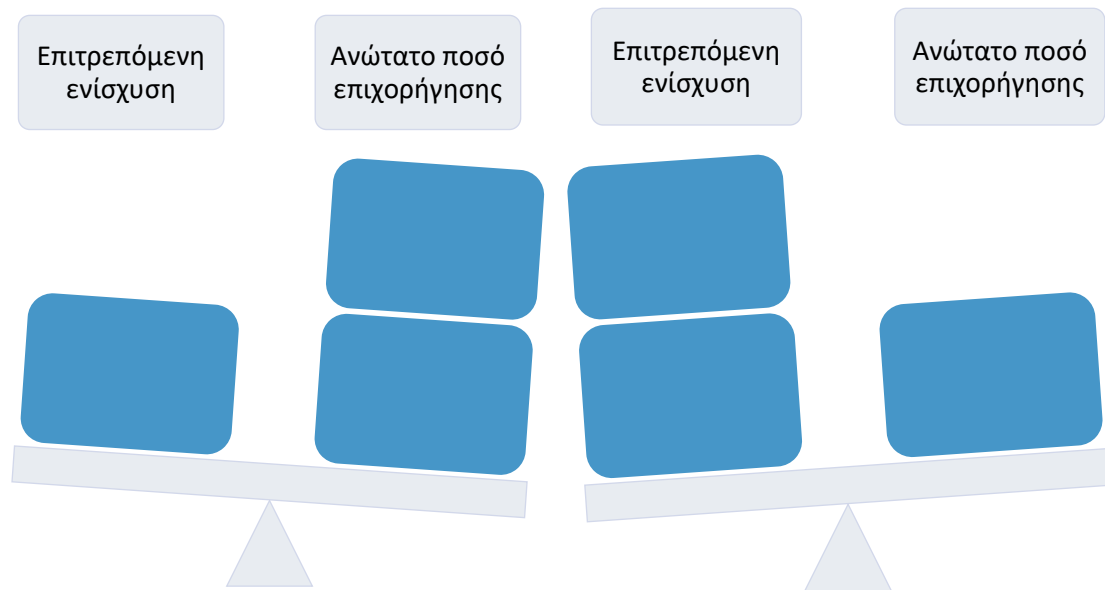 Επιτρεπόμενη
ενίσχυση
Ανώτατο ποσό
επιχορήγησης
Επιτρεπόμενη
ενίσχυση
Ανώτατο ποσό
επιχορήγησης